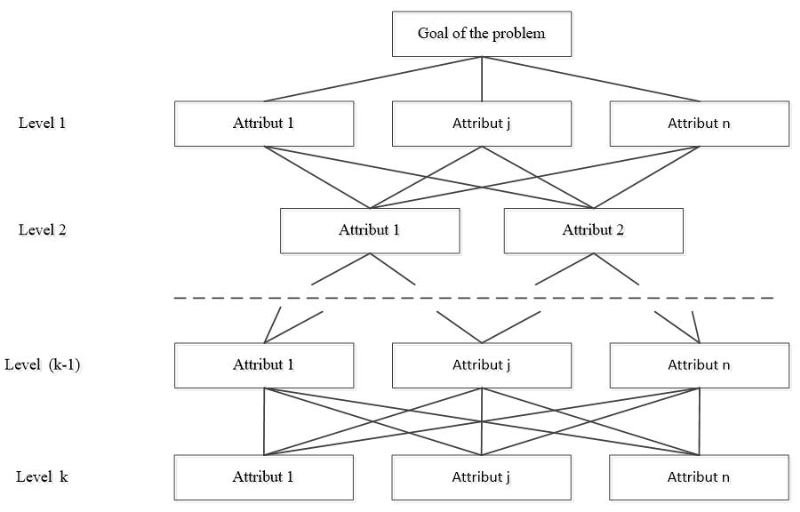 Goal of the problem
Level 1
Attribut 1
Attribut j
Attribut n
Level 2
Attribut 1
Attribut 2
Level (k-1)
Attribut 1
Attribut j
Attribut n
Level k
Attribut 1
Attribut j
Attribut n